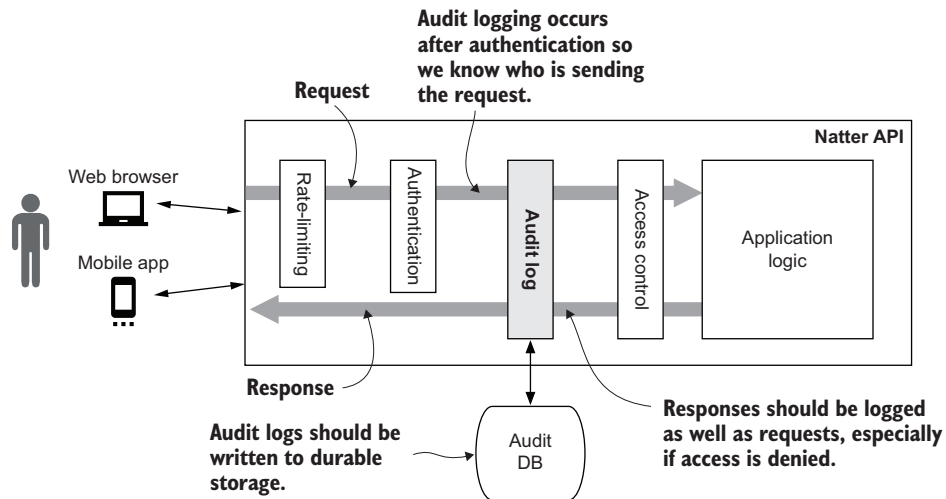 Audit logging occurs
after authentication so
we know who is sending
the request.
Request
Natter API
Web browser
Mobile app
Rate-limiting
Authentication
Audit log
Access control
Application
logic
Response
Audit logs should be
written to durable
storage.
Audit
DB
Responses should be logged
as well as requests, especially
if access is denied.